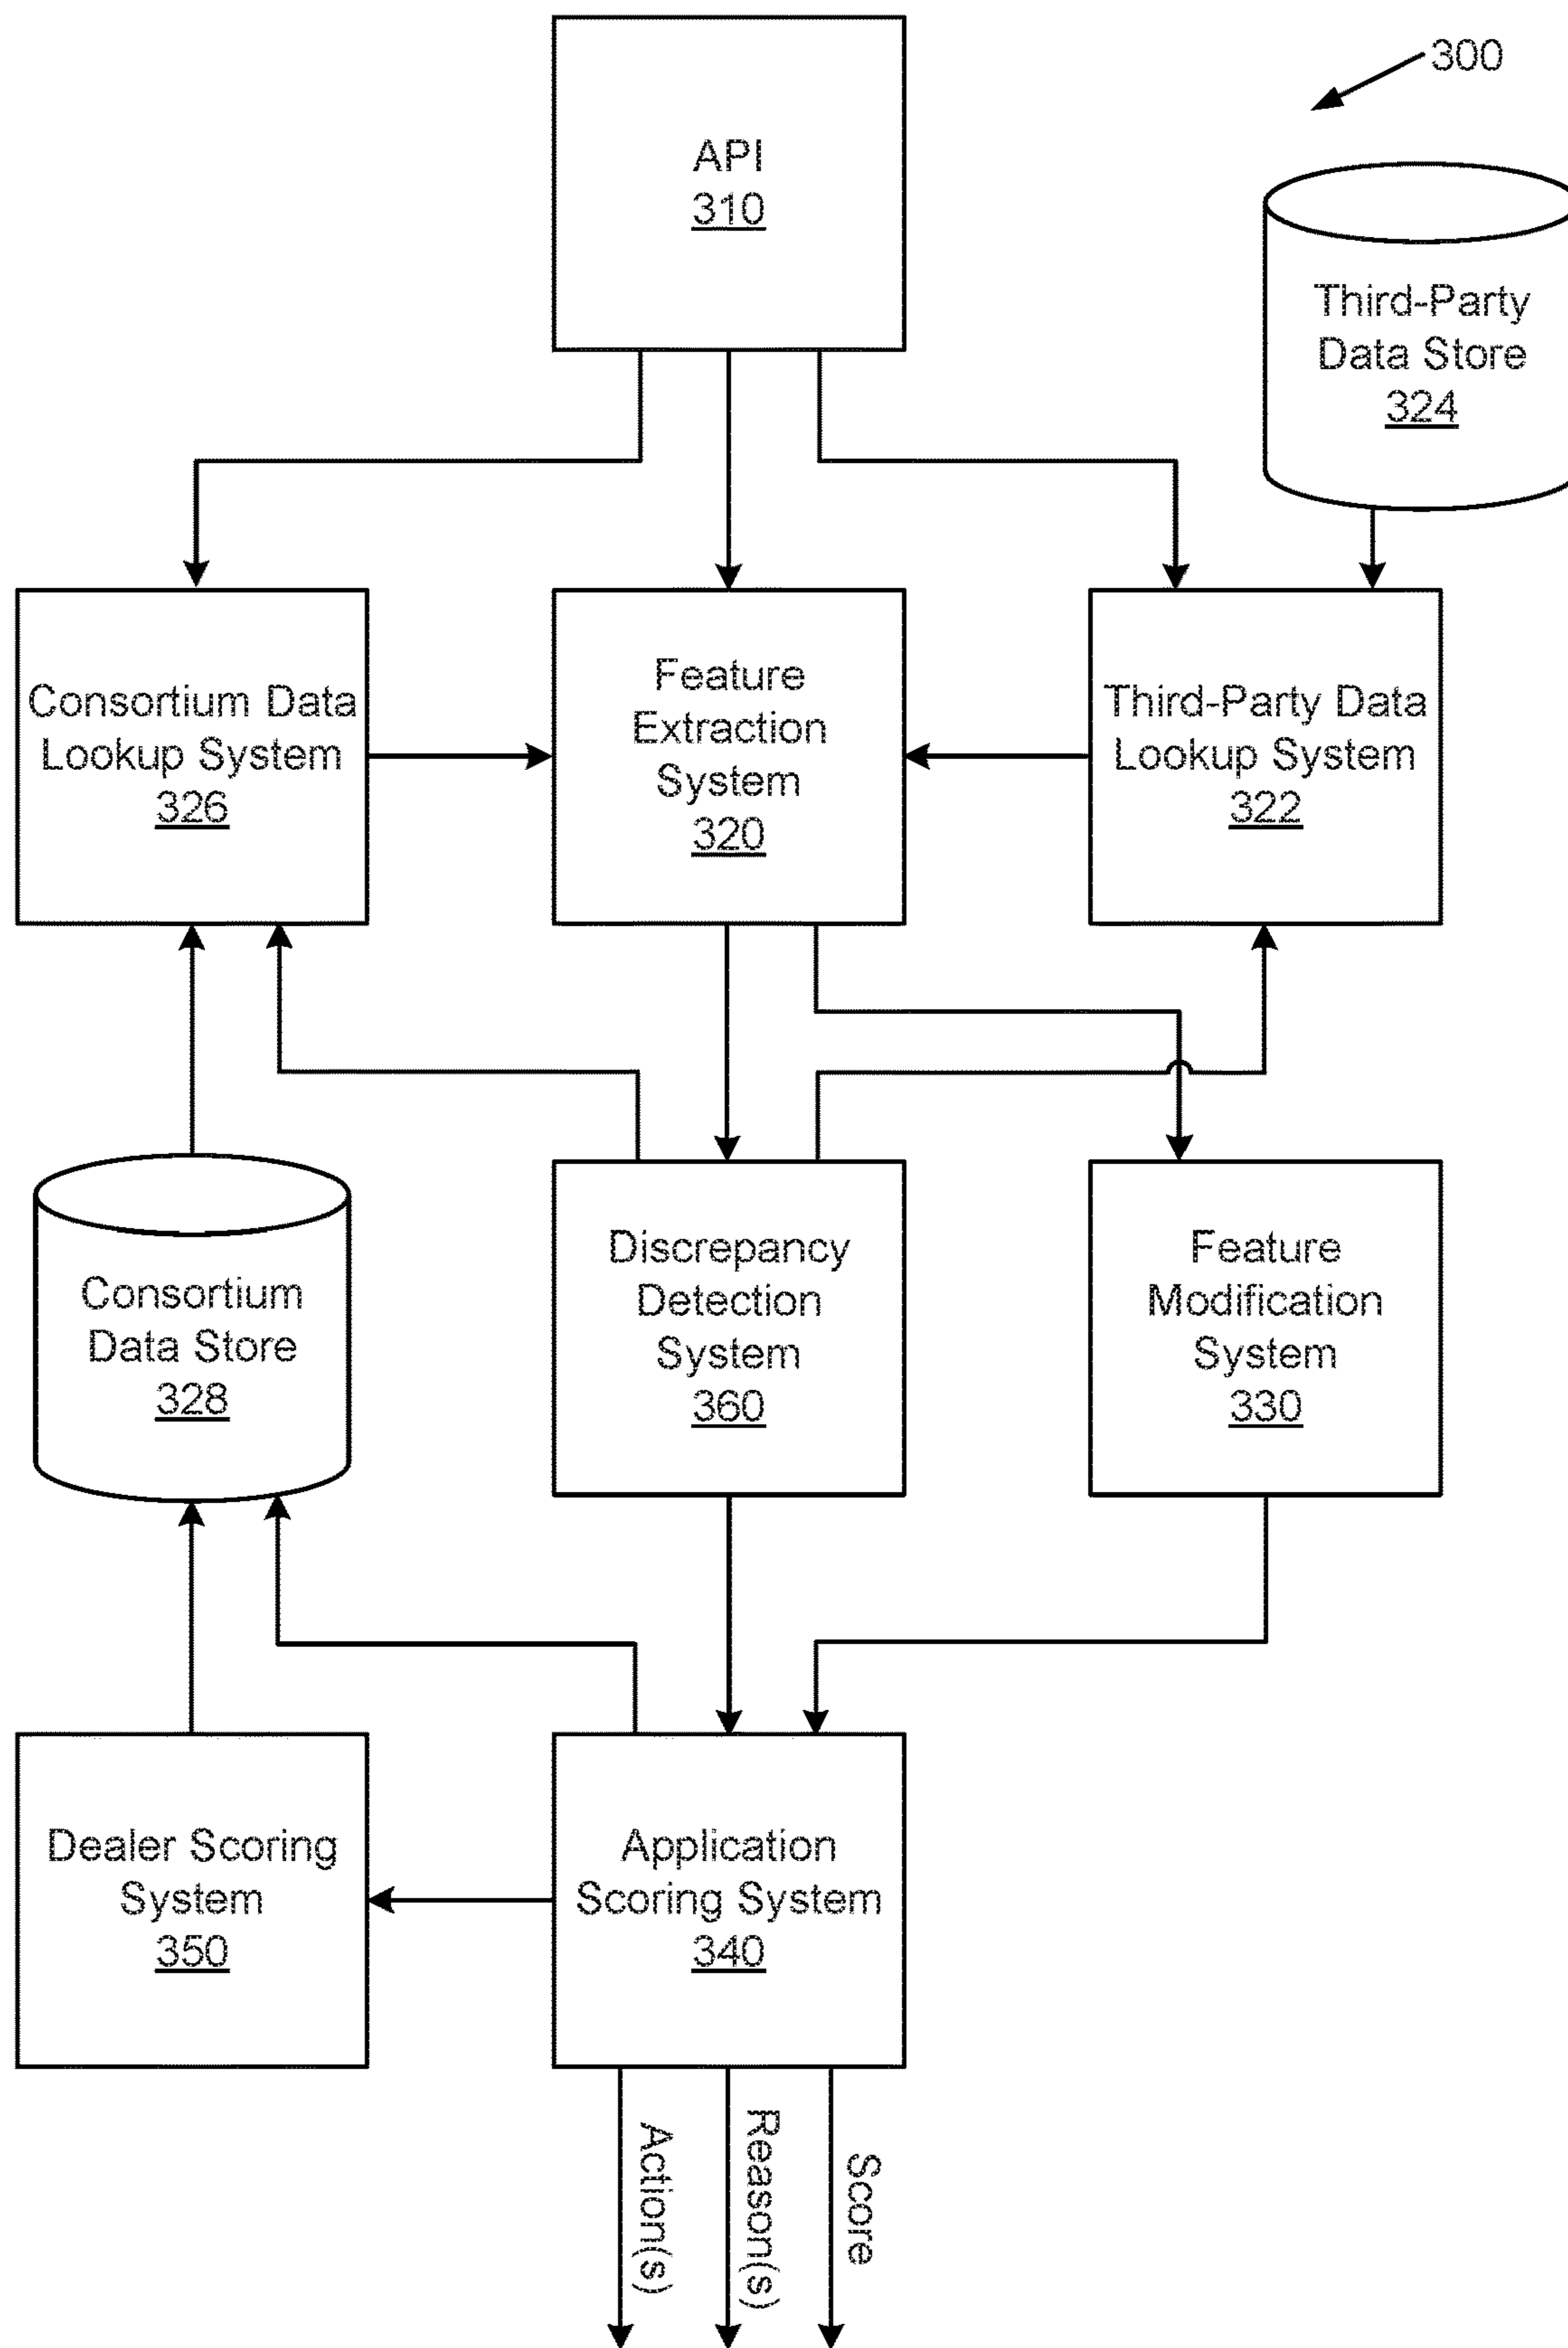 300
API
310
Third-Party
Data Store
324
Consortium Data
Lookup System
326
Feature
Extraction
System
320
Third-Party Data
Lookup System
322
Consortium
Data Store
328
Discrepancy
Detection
System
360
Feature
Modification
System
330
Dealer Scoring
System
350
Application
Scoring System
340
Action(s)
Reason(s)
Score